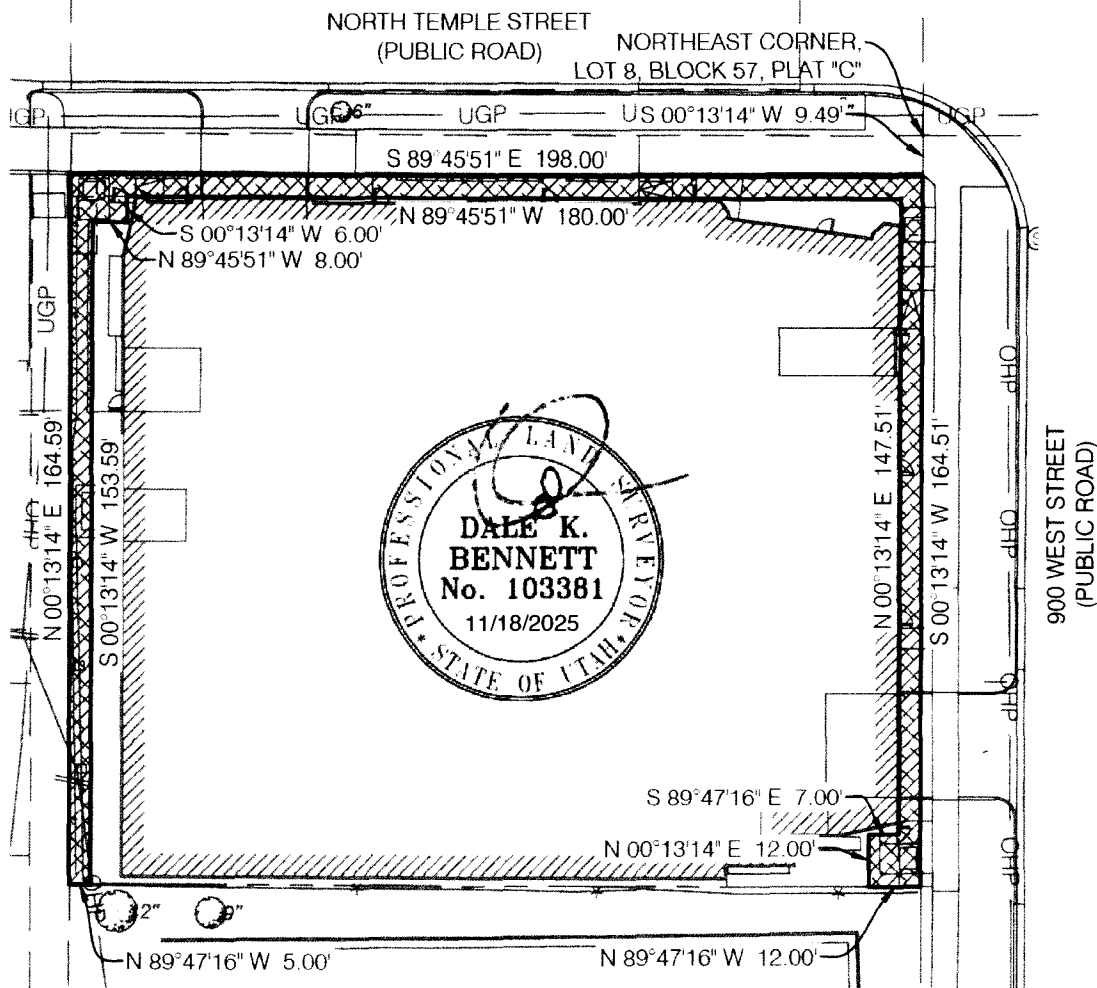 NORTH TEMPLE STREET
(PUBLIC ROAD)
NORTHEAST CORNER,
LOT 8, BLOCK 57, PLAT "C"
UGP
UGP
6"
UGP
S 00°13'14" W 9.49'
UGP
S 89°45'51" E 198.00'
N 89°45'51" W 180.00'
S 00°13'14" W 6.00'
N 89°45'51" W 8.00'
UGP
OHP
N 00°13'14" E 164.59'
S 00°13'14" W 153.59'
OHP
PROFESSIONAL LAND SURVEYOR
DALE K.
BENNETT
No. 103381
11/18/2025
STATE OF UTAH
N 00°13'14" E 147.51'
S 00°13'14" W 164.51'
OHP
900 WEST STREET
(PUBLIC ROAD)
OHP
S 89°47'16" E 7.00'
N 00°13'14" E 12.00'
OHP
2"
9"
N 89°47'16" W 5.00'
N 89°47'16" W 12.00'